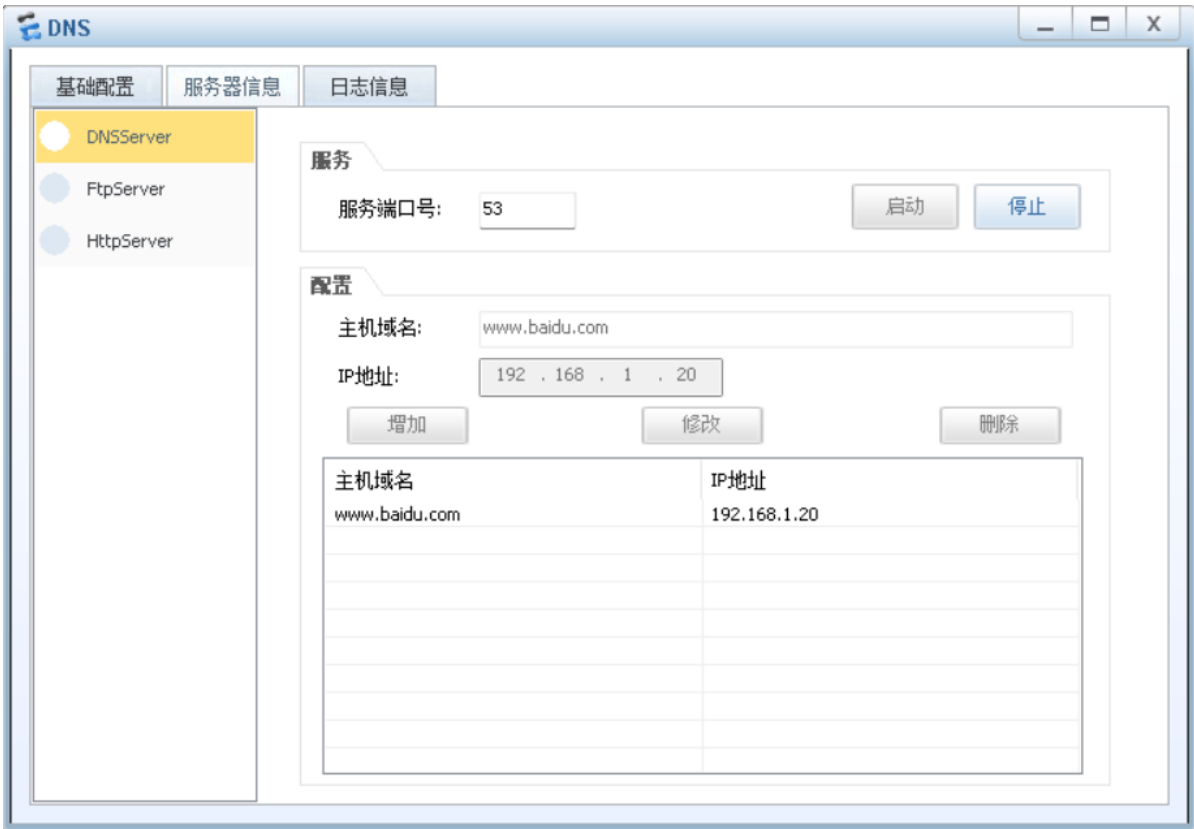 DNS
基础配置 服务器信息 日志信息
DNSServer
FtpServer
HttpServer
服务
服务端口号: 53 启动 停止
配置
主机域名: www.baidu.com
IP地址: 192 . 168 . 1 . 20
增加 修改 删除
主机域名 IP地址
www.baidu.com 192.168.1.20